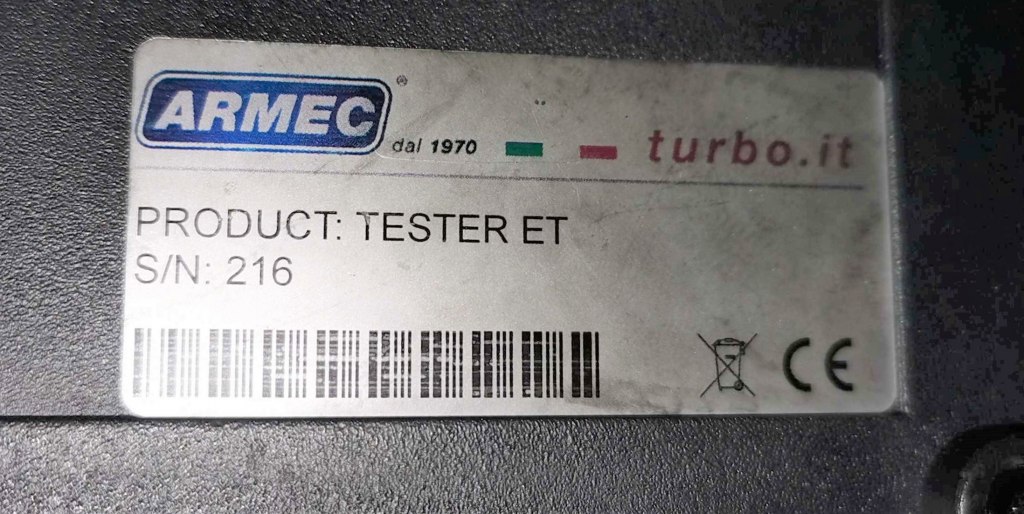 ARMEC ®
dal 1970 turbo.it
PRODUCT: TESTER ET
S/N: 216
CE